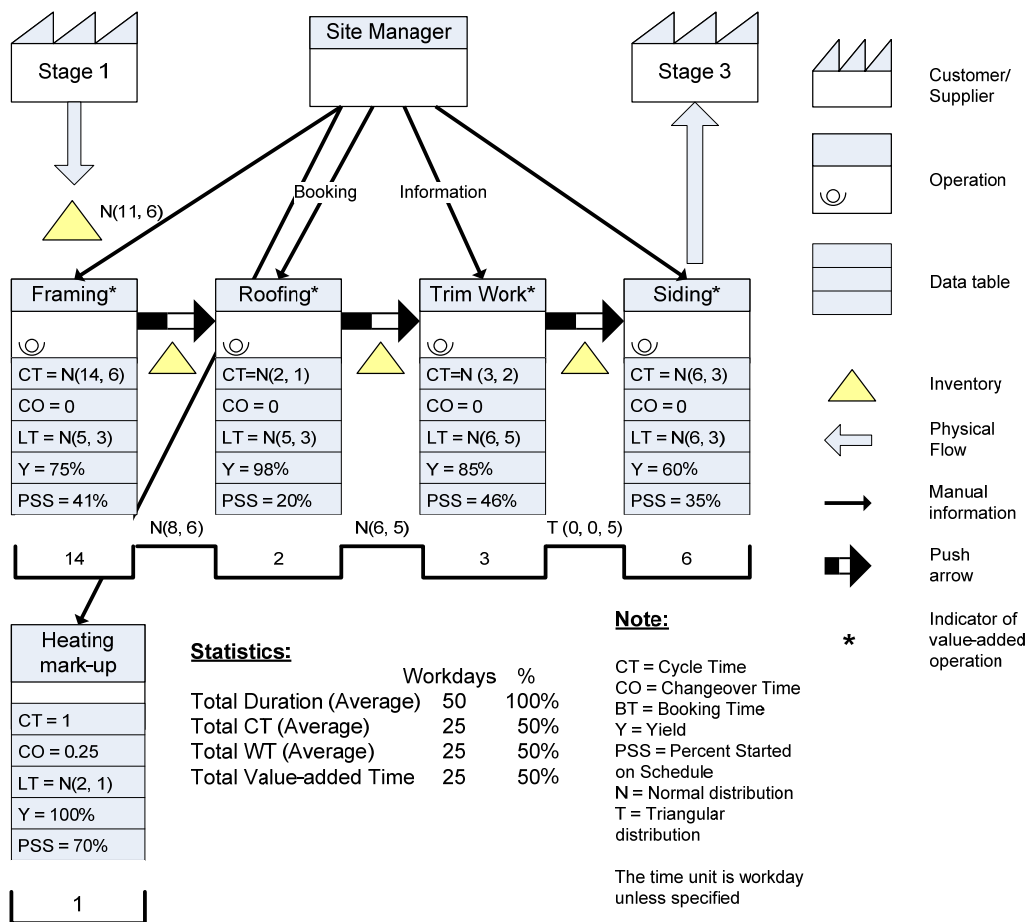 Stage 1
Site Manager
Stage 3
Customer/
Supplier
Booking
Information
Operation
N(11, 6)
Framing*
Roofing*
Trim Work*
Siding*
Data table
CT = N(14, 6)
CO = 0
LT = N(5, 3)
Y = 75%
PSS = 41%
CT=N(2, 1)
CO = 0
LT = N(5, 3)
Y = 98%
PSS = 20%
CT=N (3, 2)
CO = 0
LT = N(6, 5)
Y = 85%
PSS = 46%
CT = N(6, 3)
CO = 0
LT = N(6, 3)
Y = 60%
PSS = 35%
Inventory
Physical
Flow
Manual
information
Push
arrow
* Indicator of
value-added
operation
N(8, 6)
N(6, 5)
T (0, 0, 5)
14
2
3
6
Heating
mark-up
CT = 1
CO = 0.25
LT = N(2, 1)
Y = 100%
PSS = 70%
1
Statistics:
Workdays %
Total Duration (Average) 50 100%
Total CT (Average) 25 50%
Total WT (Average) 25 50%
Total Value-added Time 25 50%
Note:
CT = Cycle Time
CO = Changeover Time
BT = Booking Time
Y = Yield
PSS = Percent Started
on Schedule
N = Normal distribution
T = Triangular
distribution
The time unit is workday
unless specified